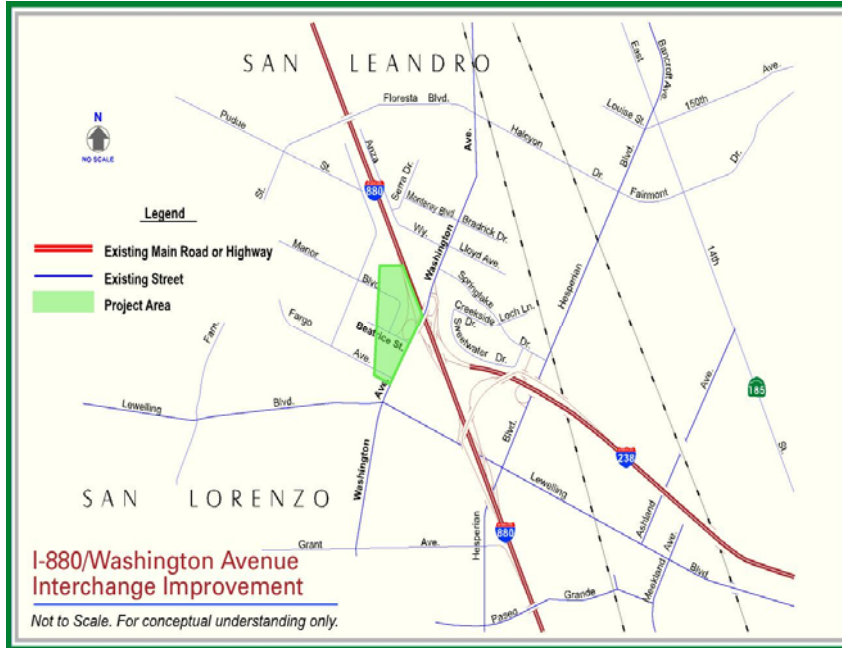 SAN LEANDRO
Floresta Blvd.
Pudue
St.
St.
Anza
Serra Dr.
880
Ave.
Halcyon
Dr.
Louise St.
East
Bancroft Ave.
150th
Ave.
Blvd.
Fairmont
Dr.
N
NO SCALE
Legend
Existing Main Road or Highway
Existing Street
Project Area
Monterey Blvd.
Bradrick Dr.
Wy.
Lloyd Ave.
Washington
Manor
Blvd.
Springlake
Dr.
Creekside
Loch Ln.
Dr.
Sweetwater Dr.
Hesperian
14th
Fargo
Ave.
Beatrice St.
Farn.
Ave.
Ave.
185
St.
Lewelling Blvd.
Washington
Blvd.
238
Lewelling
Ashland
SAN LORENZO
Grant Ave.
Hesperian
880
Ave.
Meekland
Blvd.
Paseo Grande
I-880/Washington Avenue
Interchange Improvement
Not to Scale. For conceptual understanding only.